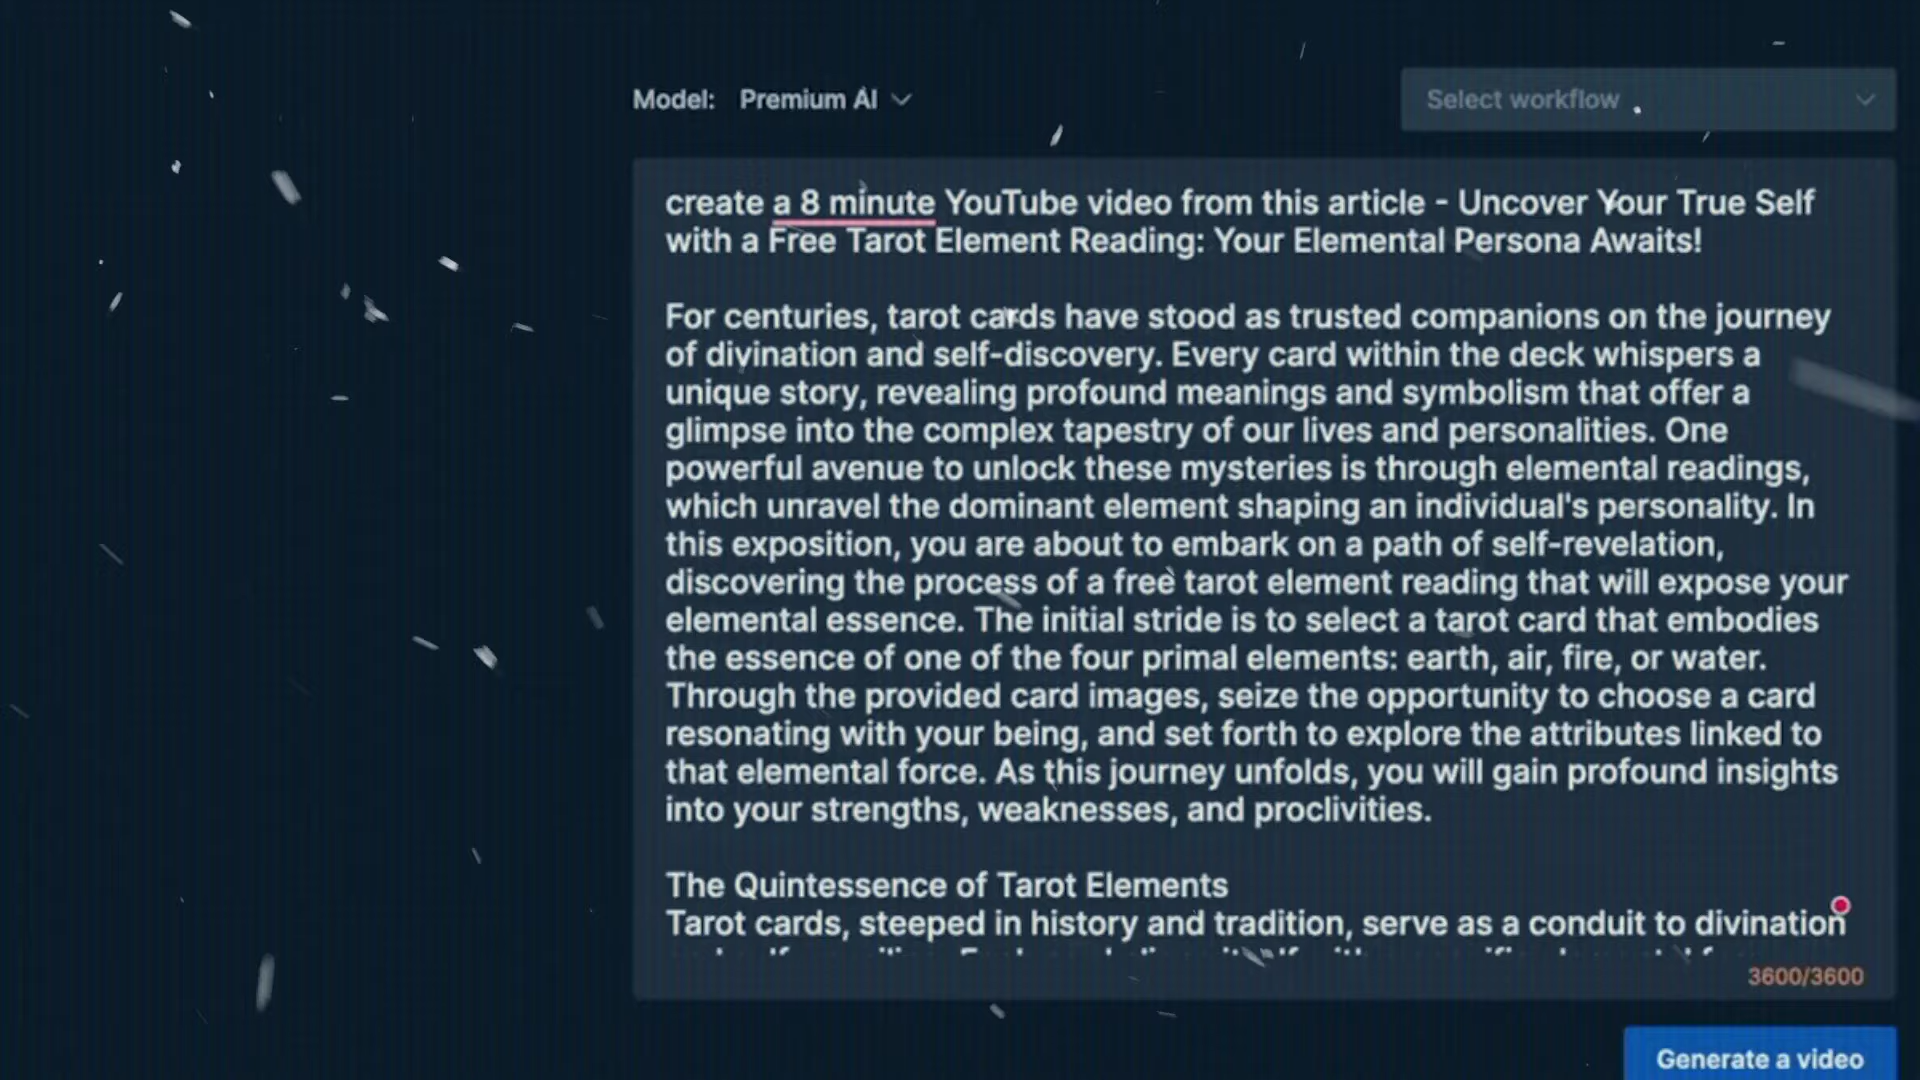 Model: Premium AI
Select workflow
create a 8 minute YouTube video from this article - Uncover Your True Self
with a Free Tarot Element Reading: Your Elemental Persona Awaits!
For centuries, tarot cards have stood as trusted companions on the journey
of divination and self-discovery. Every card within the deck whispers a
unique story, revealing profound meanings and symbolism that offer a
glimpse into the complex tapestry of our lives and personalities. One
powerful avenue to unlock these mysteries is through elemental readings,
which unravel the dominant element shaping an individual's personality. In
this exposition, you are about to embark on a path of self-revelation,
discovering the process of a free tarot element reading that will expose your
elemental essence. The initial stride is to select a tarot card that embodies
the essence of one of the four primal elements: earth, air, fire, or water.
Through the provided card images, seize the opportunity to choose a card
resonating with your being, and set forth to explore the attributes linked to
that elemental force. As this journey unfolds, you will gain profound insights
into your strengths, weaknesses, and proclivities.
The Quintessence of Tarot Elements
Tarot cards, steeped in history and tradition, serve as a conduit to divination
3600/3600
Generate a video